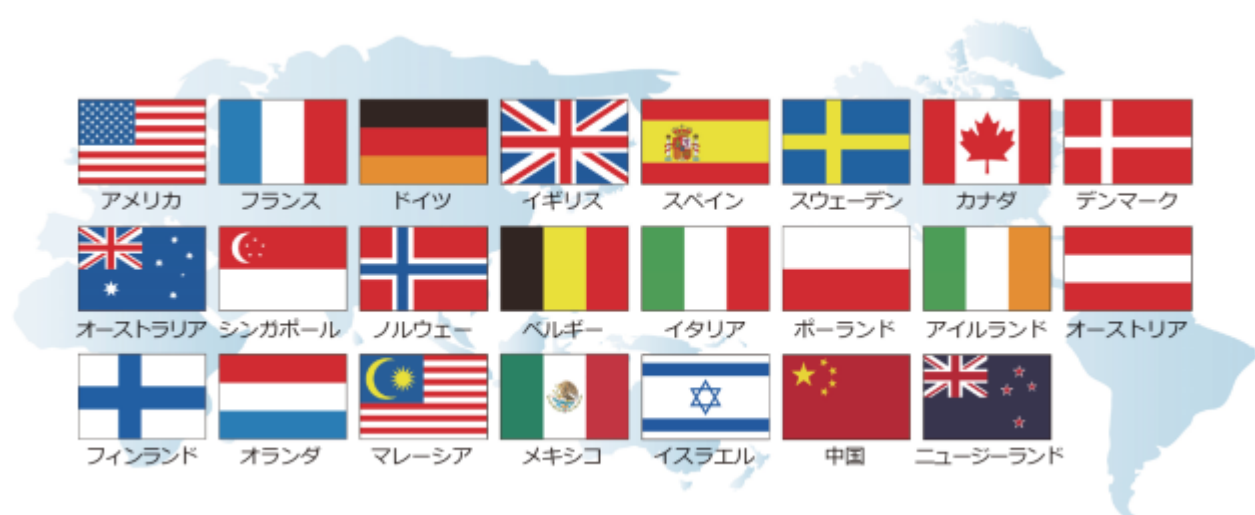 アメリカ フランス ドイツ イギリス スペイン スウェーデン カナダ デンマーク
オーストラリア シンガポール ノルウェー ベルギー イタリア ポーランド アイルランド オーストリア
フィンランド オランダ マレーシア メキシコ イスラエル 中国 ニュージーランド